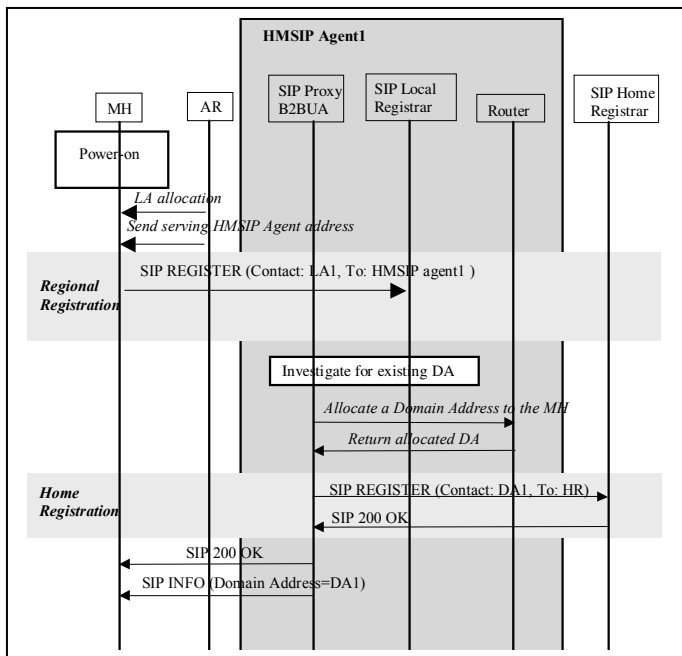 HMSIP Agent1
MH
AR
SIP Proxy
B2BUA
SIP Local
Registrar
Router
SIP Home
Registrar
Power-on
LA allocation
Send serving HMSIP Agent address
Regional
Registration
SIP REGISTER (Contact: LA1, To: HMSIP agent1 )
Investigate for existing DA
Allocate a Domain Address to the MH
Return allocated DA
Home
Registration
SIP REGISTER (Contact: DA1, To: HR)
SIP 200 OK
SIP 200 OK
SIP INFO (Domain Address=DA1)